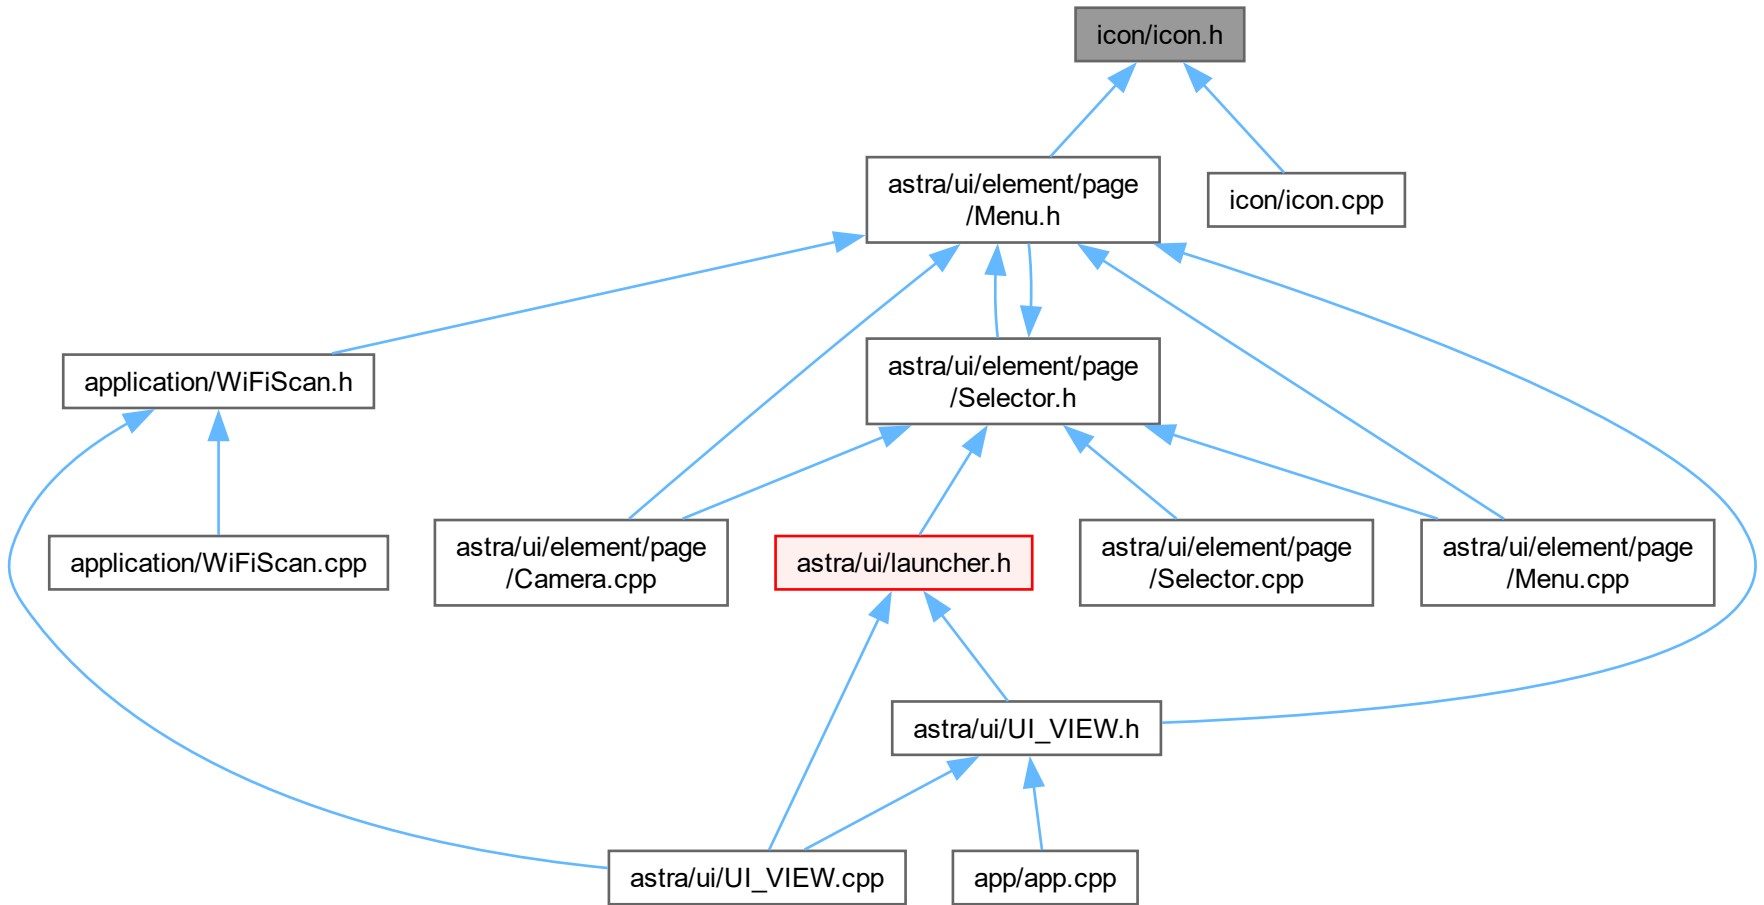 icon/icon.h
astra/ui/element/page
/Menu.h
icon/icon.cpp
application/WiFiScan.h
astra/ui/element/page
/Selector.h
application/WiFiScan.cpp
astra/ui/element/page
/Camera.cpp
astra/ui/launcher.h
astra/ui/element/page
/Selector.cpp
astra/ui/element/page
/Menu.cpp
astra/ui/UI_VIEW.h
astra/ui/UI_VIEW.cpp
app/app.cpp